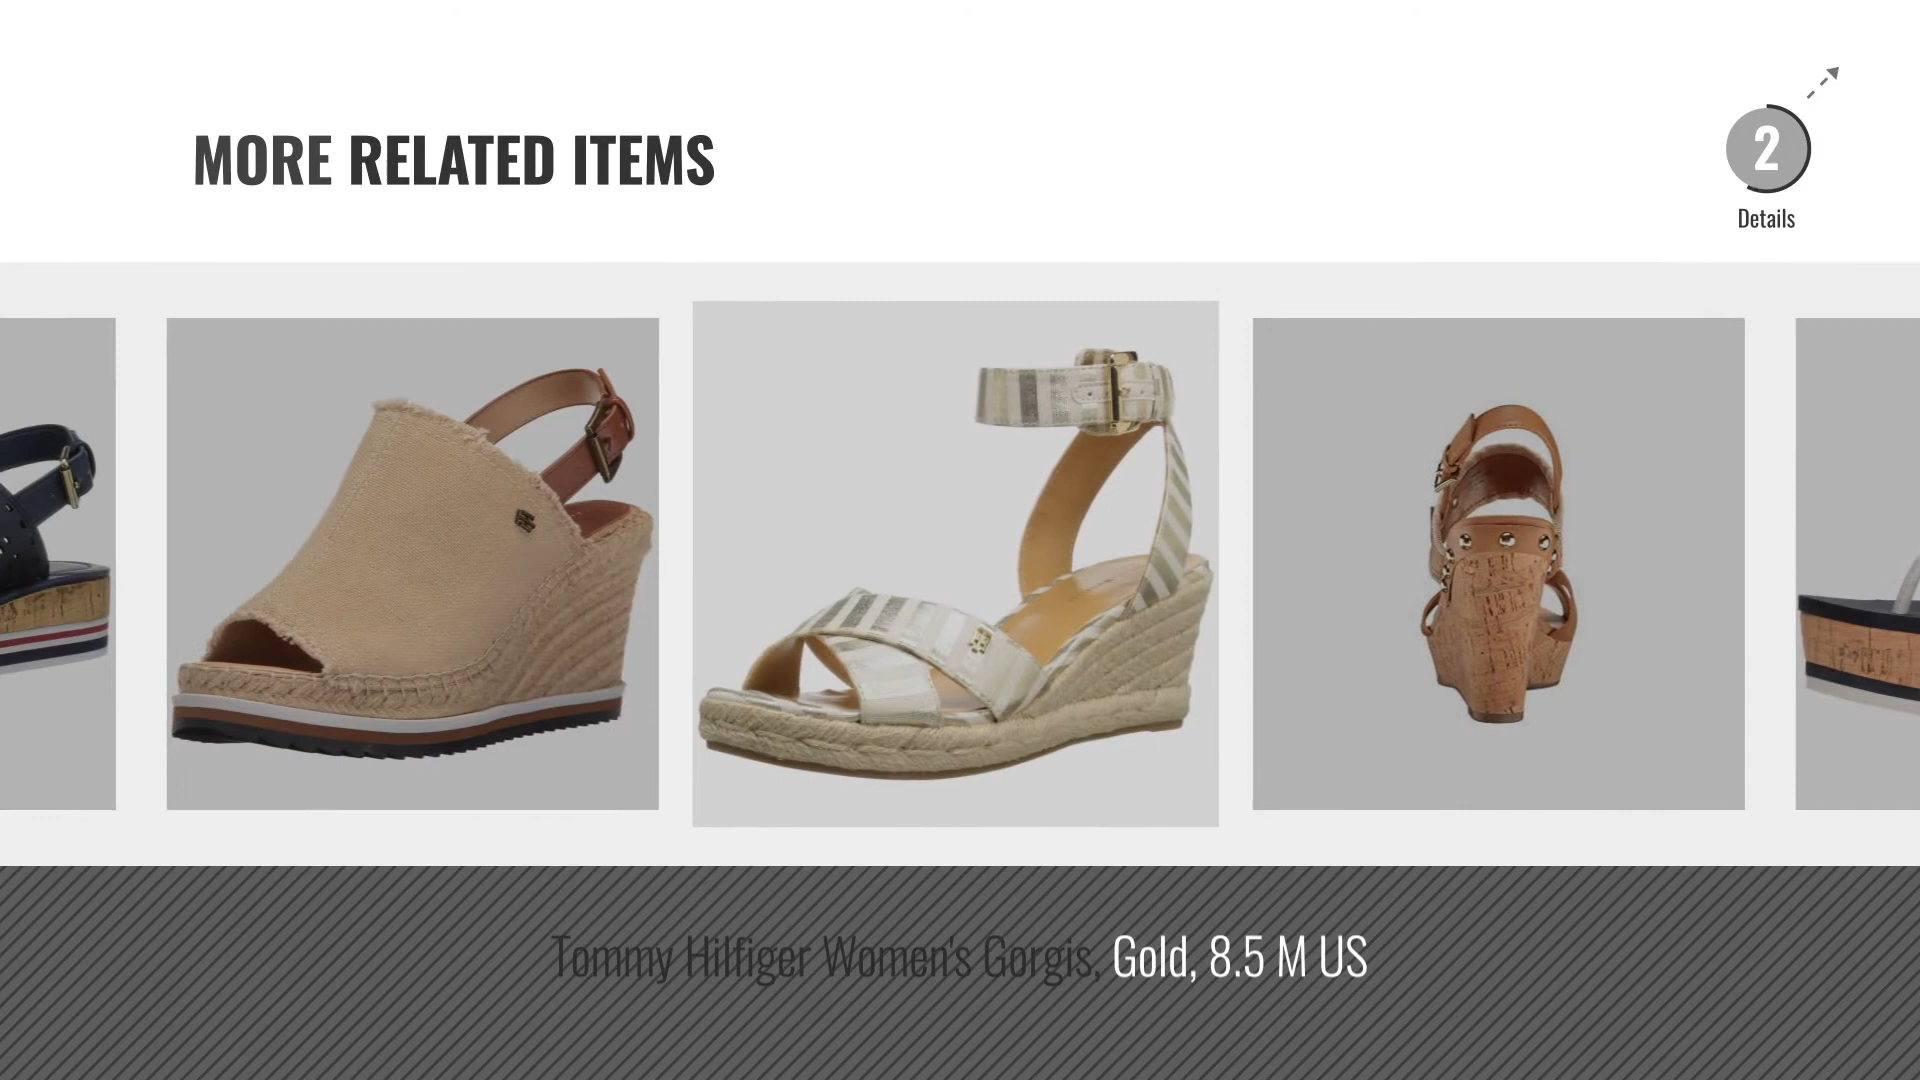 MORE RELATED ITEMS
2
Details
Tommy Hilfiger Women's Gorgis, Gold, 8.5 M US